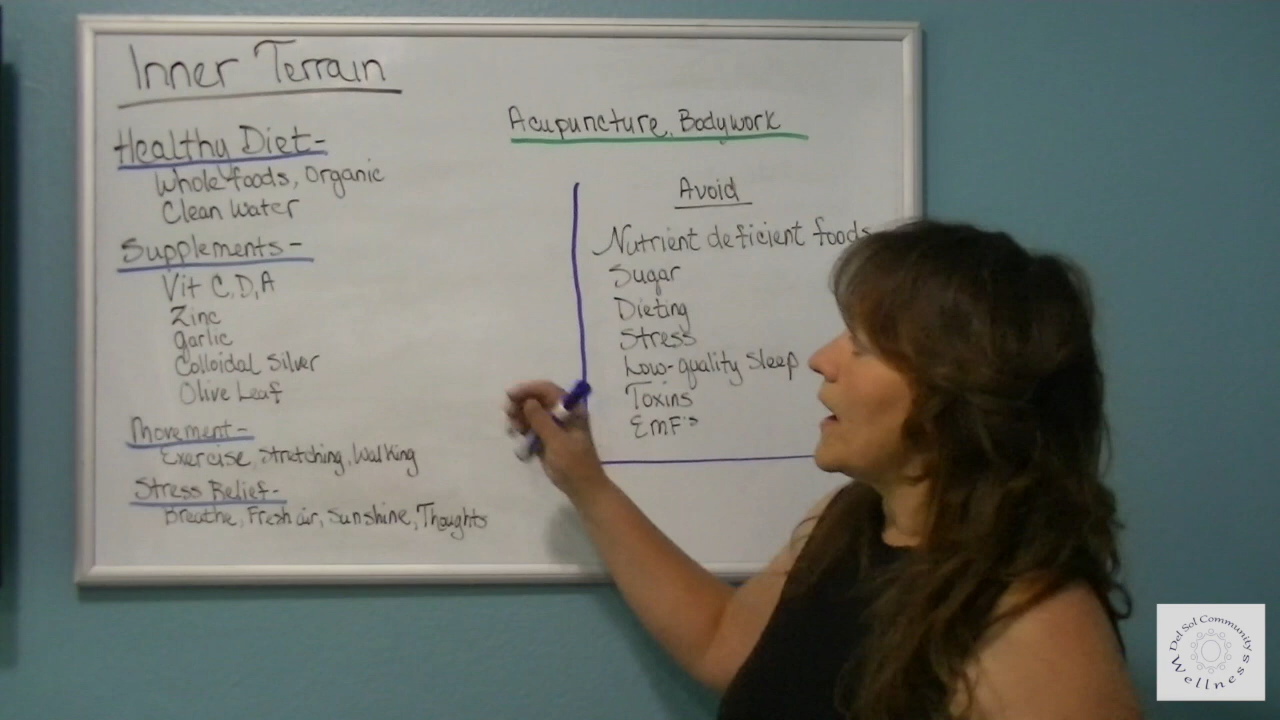 Inner Terrain
Healthy Diet-
Whole foods, Organic
Clean Water
Supplements-
Vit C, D, A
Zinc
garlic
Colloidal Silver
Olive Leaf
Movement-
Exercise, Stretching, Walking
Stress Relief-
Breathe, Fresh air, Sunshine, Thoughts
Acupuncture, Bodywork
Avoid
Nutrient deficient foods
Sugar
Dieting
Stress
Low-quality Sleep
Toxins
EMF's
Del Sol Community
Wellness